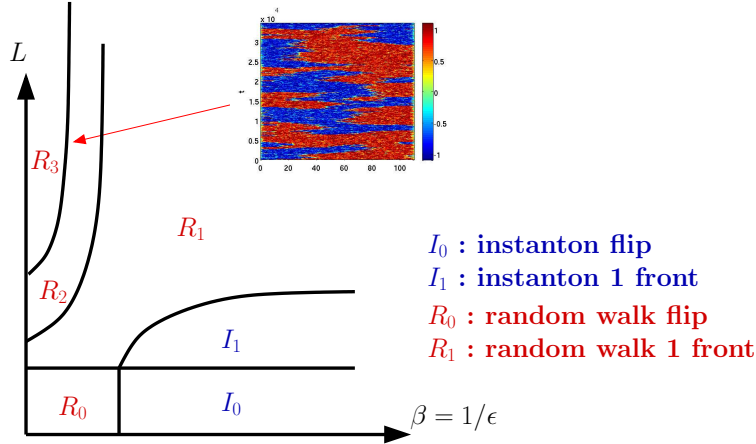 x 10
4
3
2.5
2
1.5
1
0.5
0
t
0 20 40 60 80 100
1
0.5
0
-0.5
-1
L
R₃
R₂
R₁
I₁
R₀
I₀
β = 1/ϵ
I₀ : instanton flip
I₁ : instanton 1 front
R₀ : random walk flip
R₁ : random walk 1 front